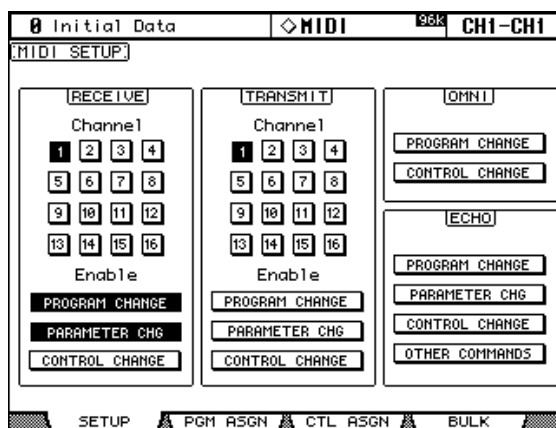 0 Initial Data ◇MIDI 96k CH1-CH1
MIDI SETUP
RECEIVE
Channel
1 2 3 4
5 6 7 8
9 10 11 12
13 14 15 16
Enable
PROGRAM CHANGE
PARAMETER CHG
CONTROL CHANGE
TRANSMIT
Channel
1 2 3 4
5 6 7 8
9 10 11 12
13 14 15 16
Enable
PROGRAM CHANGE
PARAMETER CHG
CONTROL CHANGE
OMNI
PROGRAM CHANGE
CONTROL CHANGE
ECHO
PROGRAM CHANGE
PARAMETER CHG
CONTROL CHANGE
OTHER COMMANDS
SETUP PGM ASGN CTL ASGN BULK